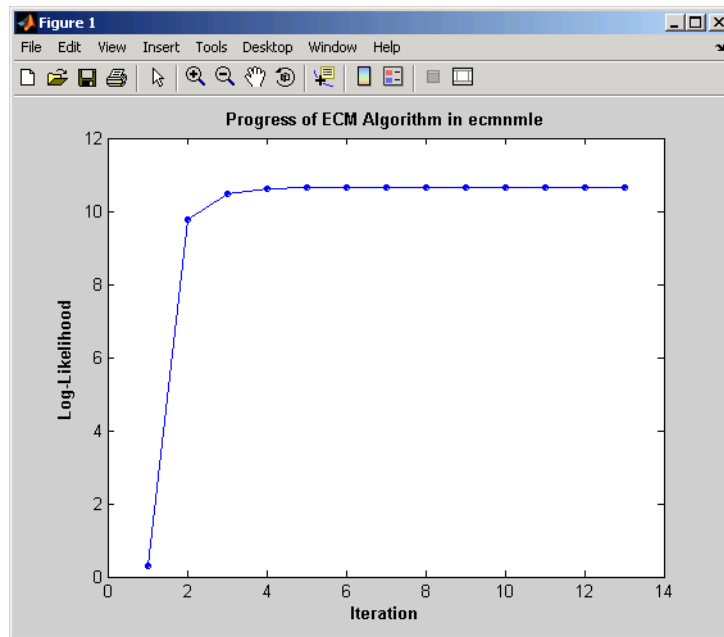 Figure 1
File Edit View Insert Tools Desktop Window Help
Progress of ECM Algorithm in ecmnmle
12
10
8
6
4
2
0
Log-Likelihood
0 2 4 6 8 10 12 14
Iteration